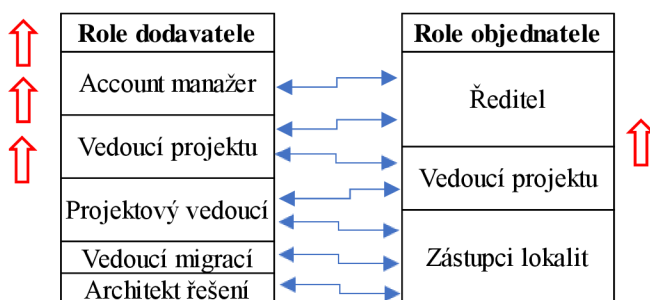 Role dodavatele
Account manažer
Vedoucí projektu
Projektový vedoucí
Vedoucí migrací
Architekt řešení
Role objednatele
Ředitel
Vedoucí projektu
Zástupci lokalit